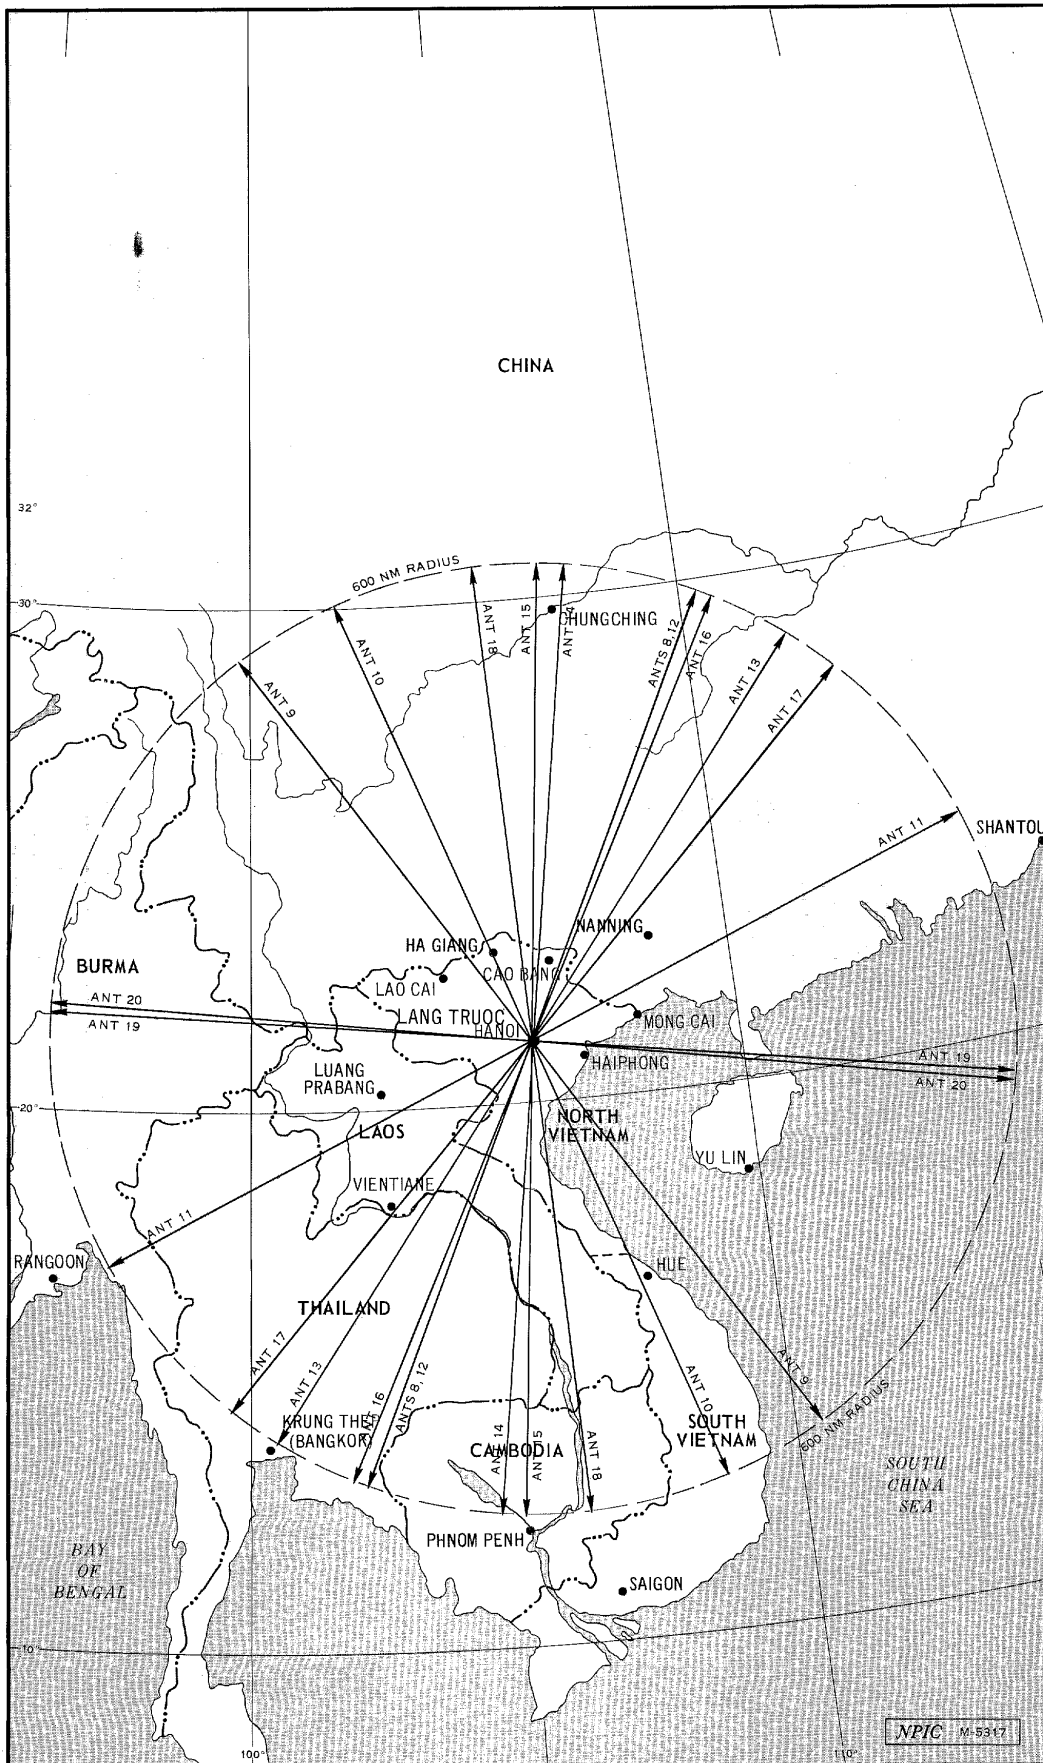 CHINA
32°
600 NM RADIUS
30°
CHUNGCHING
ANT 18
ANT 15
ANT
ANTS 8, 12
ANT 16
ANT 13
ANT 17
ANT 10
ANT 9
ANT 11
SHANTOU
NANNING
HA GIANG
CAO BANG
LAO CAI
BURMA
ANT 20
ANT 19
LANG TRUOC
HANOI
MONG CAI
HAIPHONG
ANT 19
ANT 20
LUANG
PRABANG
20°
LAOS
NORTH
VIETNAM
YU LIN
VIENTIANE
ANT 11
RANGOON
HUE
THAILAND
ANT 17
ANT 13
16
ANTS 8, 12
ANT 10
ANT 9
600 NM RADIUS
KRUNG THEP
(BANGKOK)
CAMBODIA
ANT 14
ANT 15
ANT 18
SOUTH
VIETNAM
SOUTH
CHINA
SEA
PHNOM PENH
SAIGON
BAY
OF
BENGAL
10°
NPIC M-5317
100°
110°